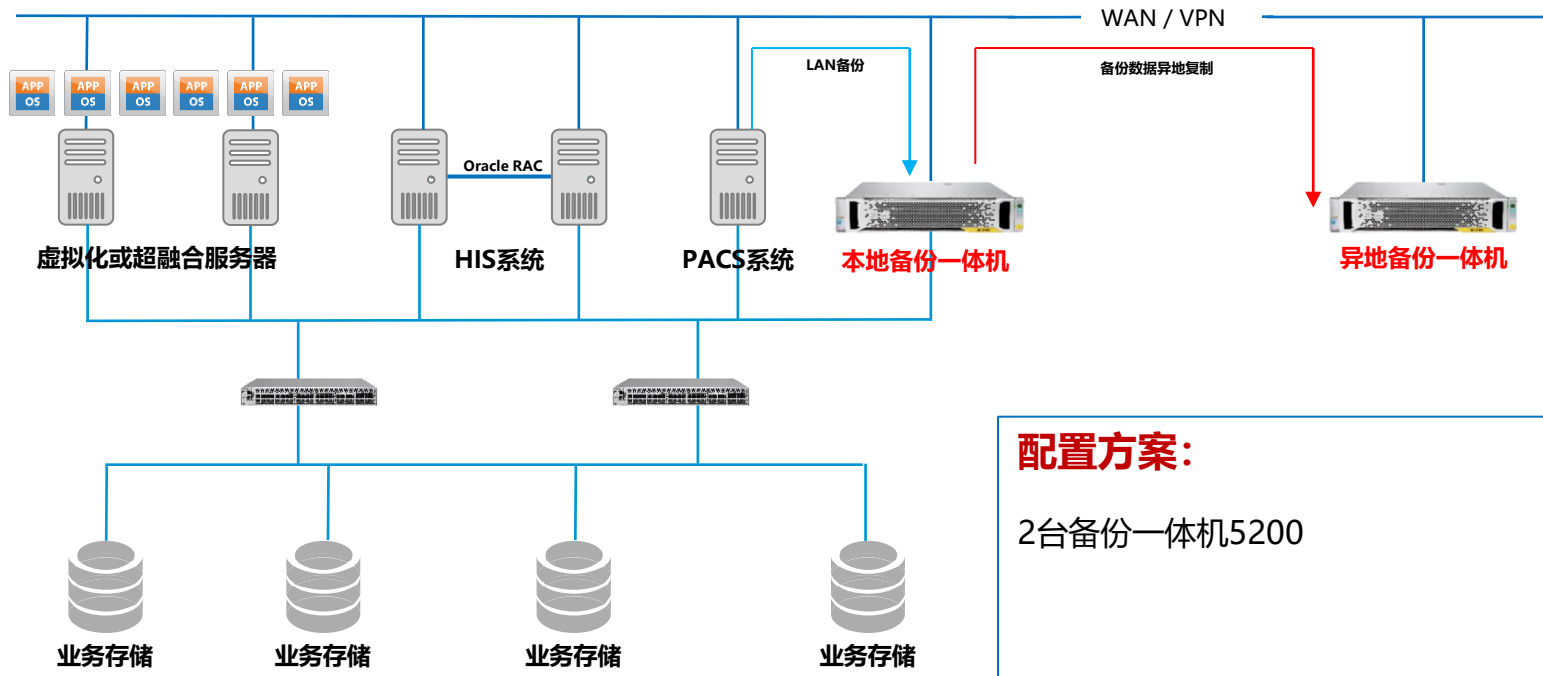 WAN / VPN
LAN备份
备份数据异地复制
APP
OS
APP
OS
APP
OS
APP
OS
APP
OS
APP
OS
Oracle RAC
虚拟化或超融合服务器
HIS系统
PACS系统
本地备份一体机
异地备份一体机
配置方案：
2台备份一体机5200
业务存储
业务存储
业务存储
业务存储